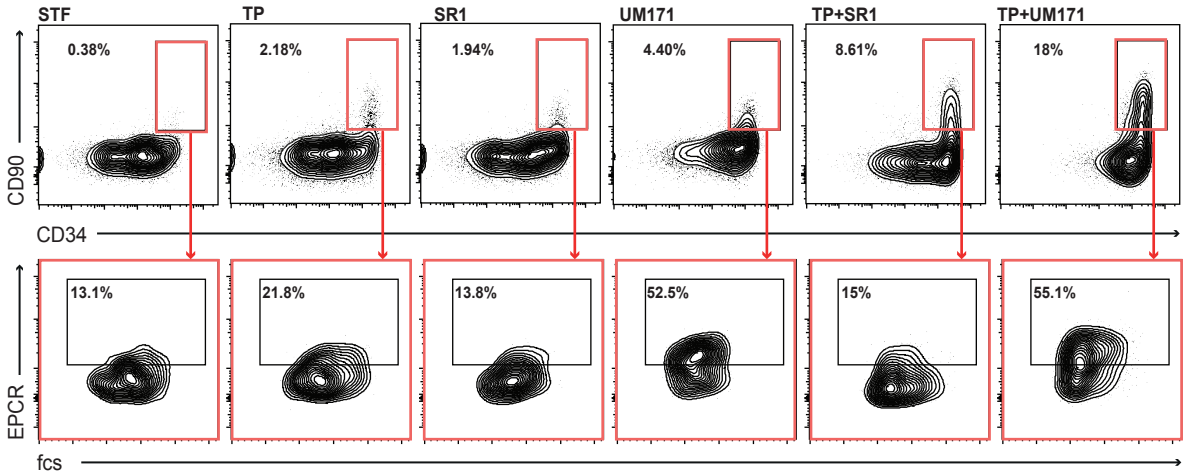 STF TP SR1 UM171 TP+SR1 TP+UM171
0.38% 2.18% 1.94% 4.40% 8.61% 18%
CD90
CD34
13.1% 21.8% 13.8% 52.5% 15% 55.1%
EPCR
fcs